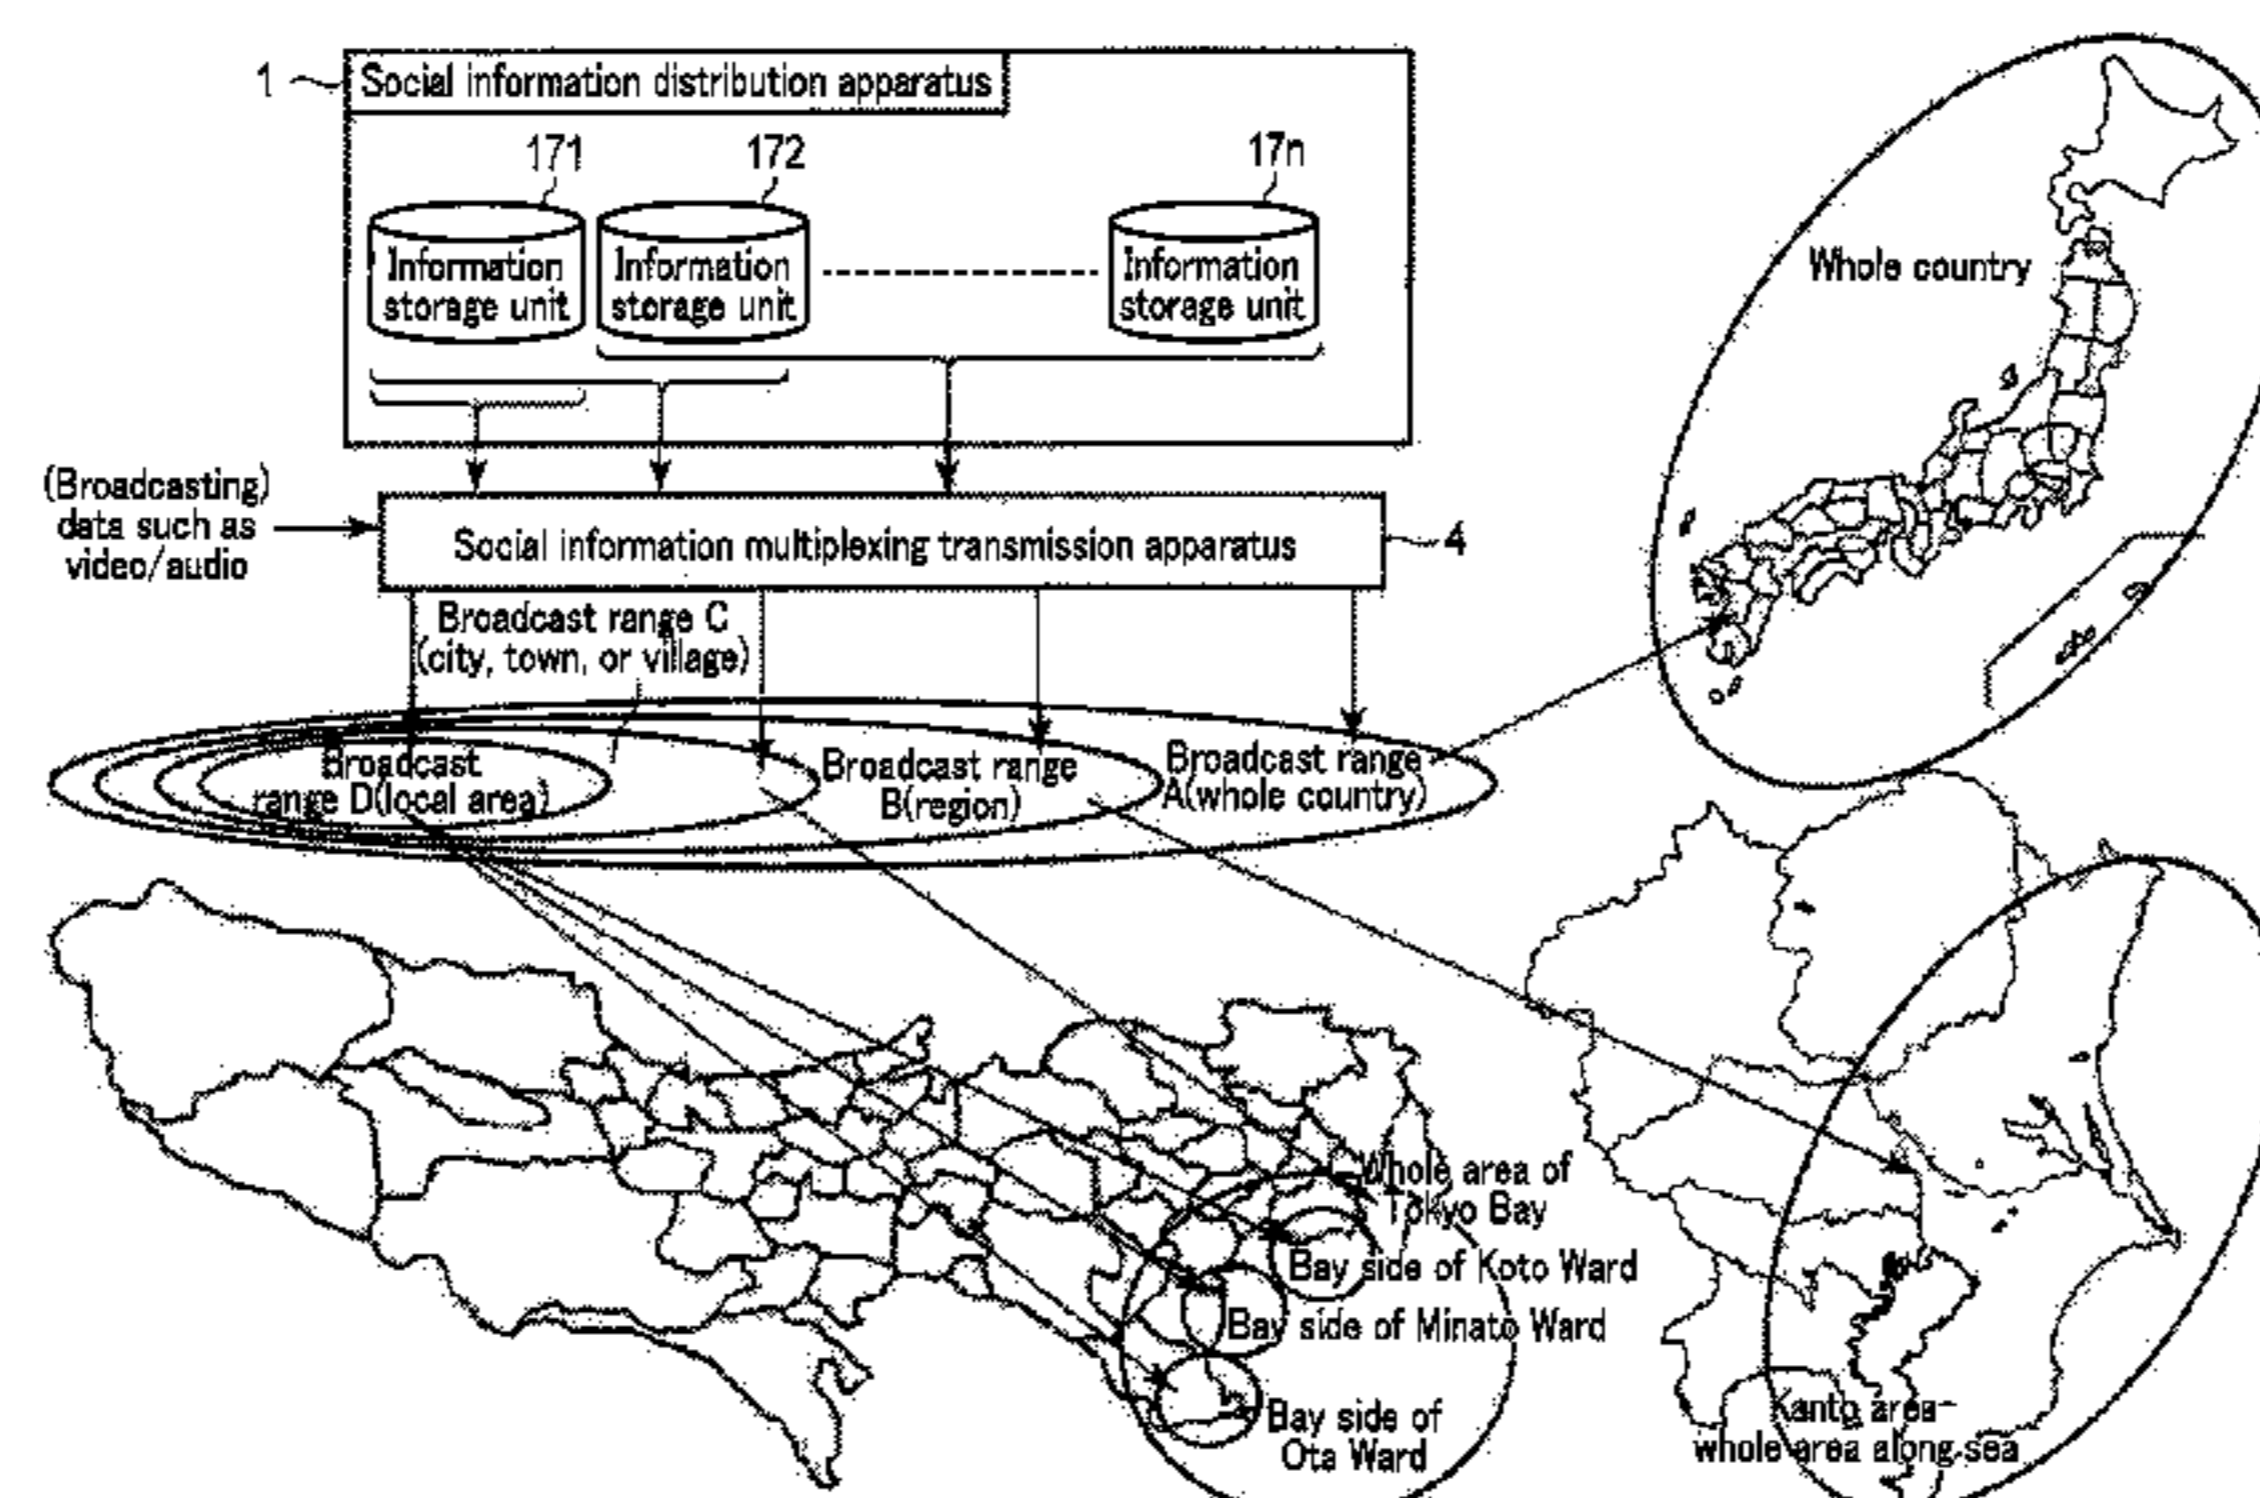 1
Social information distribution apparatus
171
172
17n
Information
storage unit
Information
storage unit
Information
storage unit
(Broadcasting)
data such as
video/audio
Social information multiplexing transmission apparatus
4
Broadcast range C
(city, town, or village)
Broadcast
range D(local area)
Broadcast range
B(region)
Broadcast range
A(whole country)
Whole country
Whole area of
Tokyo Bay
Bay side of Koto Ward
Bay side of Minato Ward
Bay side of
Ota Ward
Kanto area-
whole area along sea